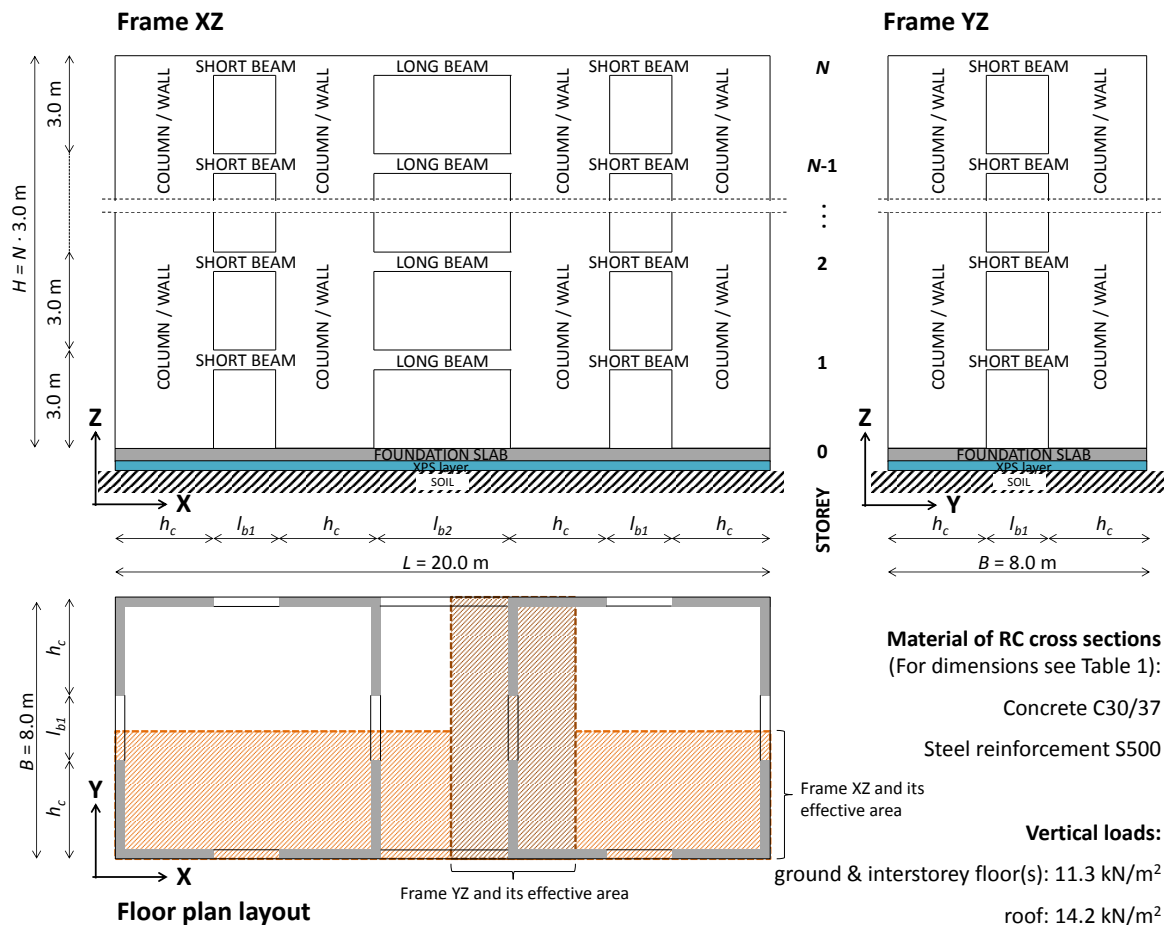 Frame XZ
Frame YZ
SHORT BEAM LONG BEAM SHORT BEAM N SHORT BEAM
COLUMN / WALL COLUMN / WALL COLUMN / WALL COLUMN / WALL COLUMN / WALL COLUMN / WALL
3.0 m
SHORT BEAM LONG BEAM SHORT BEAM N-1 SHORT BEAM
H = N · 3.0 m
⋮
SHORT BEAM LONG BEAM SHORT BEAM 2 SHORT BEAM
COLUMN / WALL COLUMN / WALL COLUMN / WALL COLUMN / WALL COLUMN / WALL COLUMN / WALL
3.0 m
SHORT BEAM LONG BEAM SHORT BEAM 1 SHORT BEAM
3.0 m
Z
FOUNDATION SLAB 0 FOUNDATION SLAB
XPS layer XPS layer
SOIL SOIL
X
Z
Y
STOREY
hc lb1 hc lb2 hc lb1 hc
L = 20.0 m
hc lb1 hc
B = 8.0 m
B = 8.0 m
hc
lb1
hc
Y
X
Frame XZ and its
effective area
Frame YZ and its effective area
Floor plan layout
Material of RC cross sections
(For dimensions see Table 1):
Concrete C30/37
Steel reinforcement S500
Vertical loads:
ground & interstorey floor(s): 11.3 kN/m²
roof: 14.2 kN/m²